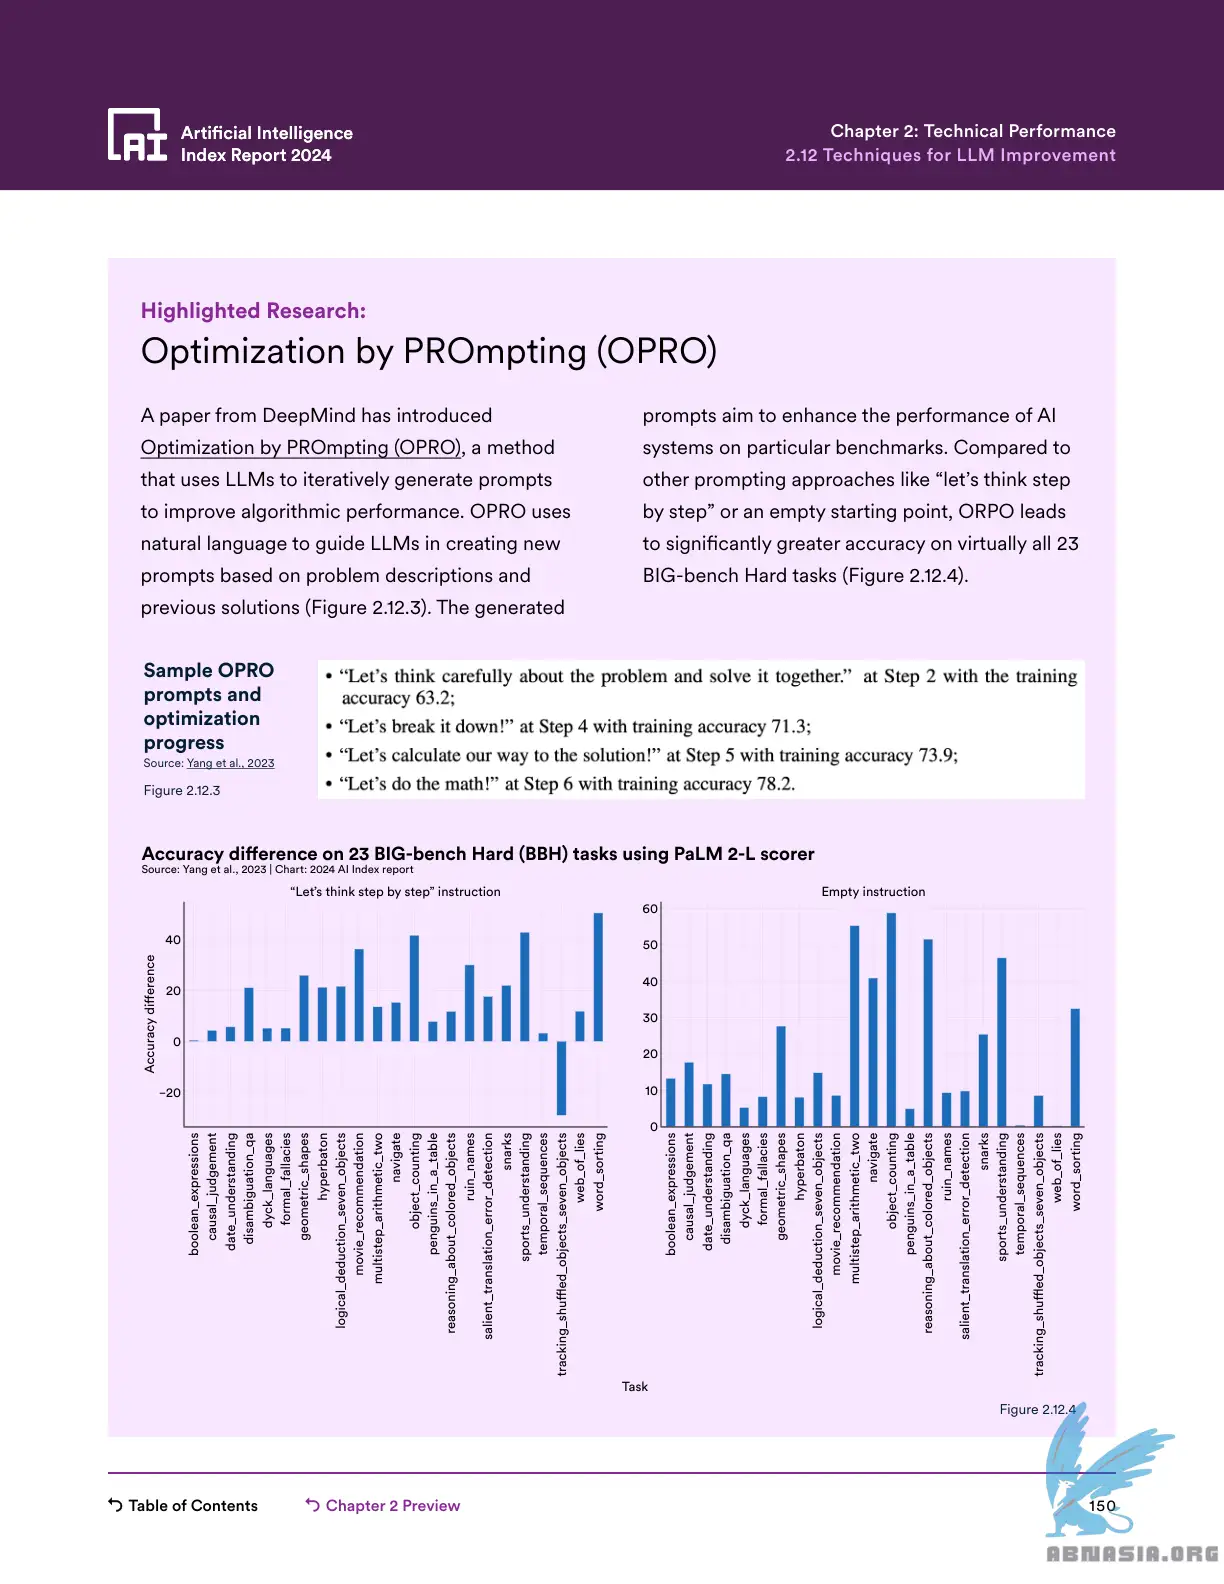 Artificial Intelligence
Index Report 2024
Chapter 2: Technical Performance
2.12 Techniques for LLM Improvement
Highlighted Research:
Optimization by PROmpting (OPRO)
A paper from DeepMind has introduced
Optimization by PROmpting (OPRO), a method
that uses LLMs to iteratively generate prompts
to improve algorithmic performance. OPRO uses
natural language to guide LLMs in creating new
prompts based on problem descriptions and
previous solutions (Figure 2.12.3). The generated
prompts aim to enhance the performance of AI
systems on particular benchmarks. Compared to
other prompting approaches like “let’s think step
by step” or an empty starting point, ORPO leads
to significantly greater accuracy on virtually all 23
BIG-bench Hard tasks (Figure 2.12.4).
Sample OPRO
prompts and
optimization
progress
Source: Yang et al., 2023
Figure 2.12.3
• “Let’s think carefully about the problem and solve it together.” at Step 2 with the training
accuracy 63.2;
• “Let’s break it down!” at Step 4 with training accuracy 71.3;
• “Let’s calculate our way to the solution!” at Step 5 with training accuracy 73.9;
• “Let’s do the math!” at Step 6 with training accuracy 78.2.
Accuracy difference on 23 BIG-bench Hard (BBH) tasks using PaLM 2-L scorer
Source: Yang et al., 2023 | Chart: 2024 AI Index report
“Let’s think step by step” instruction
Accuracy difference
40
20
0
−20
boolean_expressions
causal_judgement
date_understanding
disambiguation_qa
dyck_languages
formal_fallacies
geometric_shapes
hyperbaton
logical_deduction_seven_objects
movie_recommendation
multistep_arithmetic_two
navigate
object_counting
penguins_in_a_table
reasoning_about_colored_objects
ruin_names
salient_translation_error_detection
snarks
sports_understanding
temporal_sequences
tracking_shuffled_objects_seven_objects
web_of_lies
word_sorting
Empty instruction
60
50
40
30
20
10
0
boolean_expressions
causal_judgement
date_understanding
disambiguation_qa
dyck_languages
formal_fallacies
geometric_shapes
hyperbaton
logical_deduction_seven_objects
movie_recommendation
multistep_arithmetic_two
navigate
object_counting
penguins_in_a_table
reasoning_about_colored_objects
ruin_names
salient_translation_error_detection
snarks
sports_understanding
temporal_sequences
tracking_shuffled_objects_seven_objects
web_of_lies
word_sorting
Task
Figure 2.12.4
Table of Contents
Chapter 2 Preview
150
ABNASIA.ORG